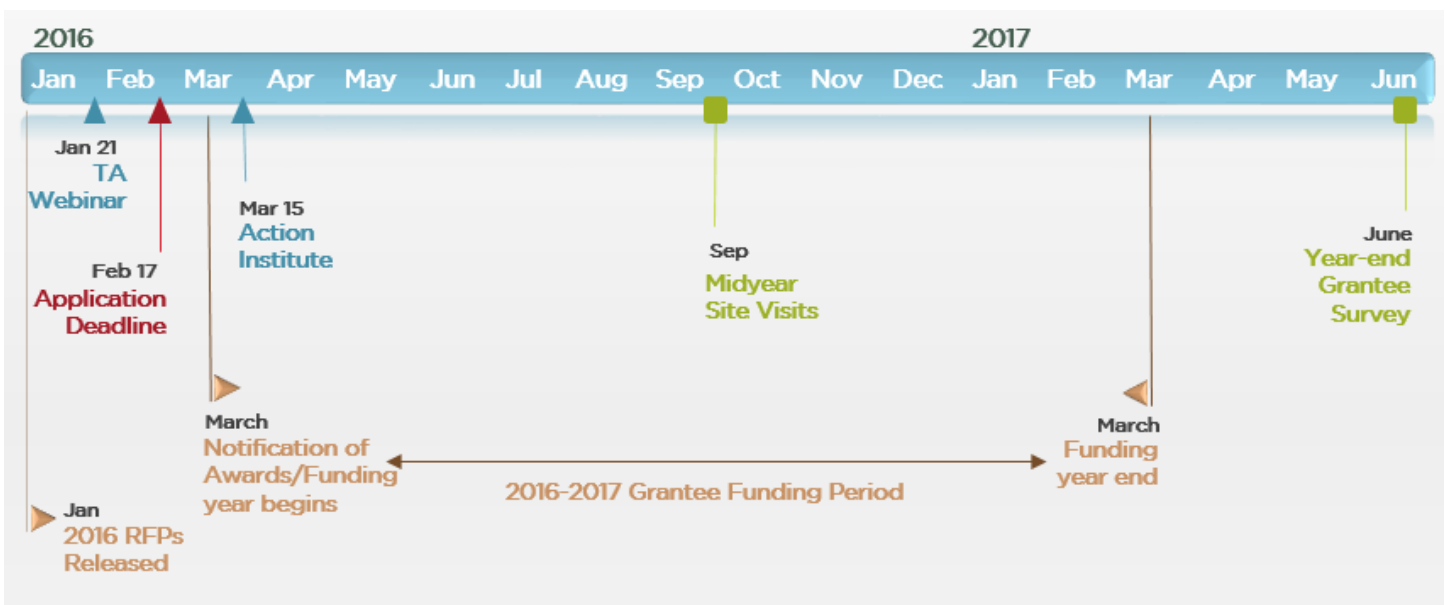 2016
2017
Jan Feb Mar Apr May Jun Jul Aug Sep Oct Nov Dec Jan Feb Mar Apr May Jun
Jan 21
TA
Webinar
Feb 17
Application
Deadline
Mar 15
Action
Institute
Sep
Midyear
Site Visits
June
Year-end
Grantee
Survey
March
Notification of
Awards/Funding
year begins
2016-2017 Grantee Funding Period
March
Funding
year end
Jan
2016 RFPs
Released